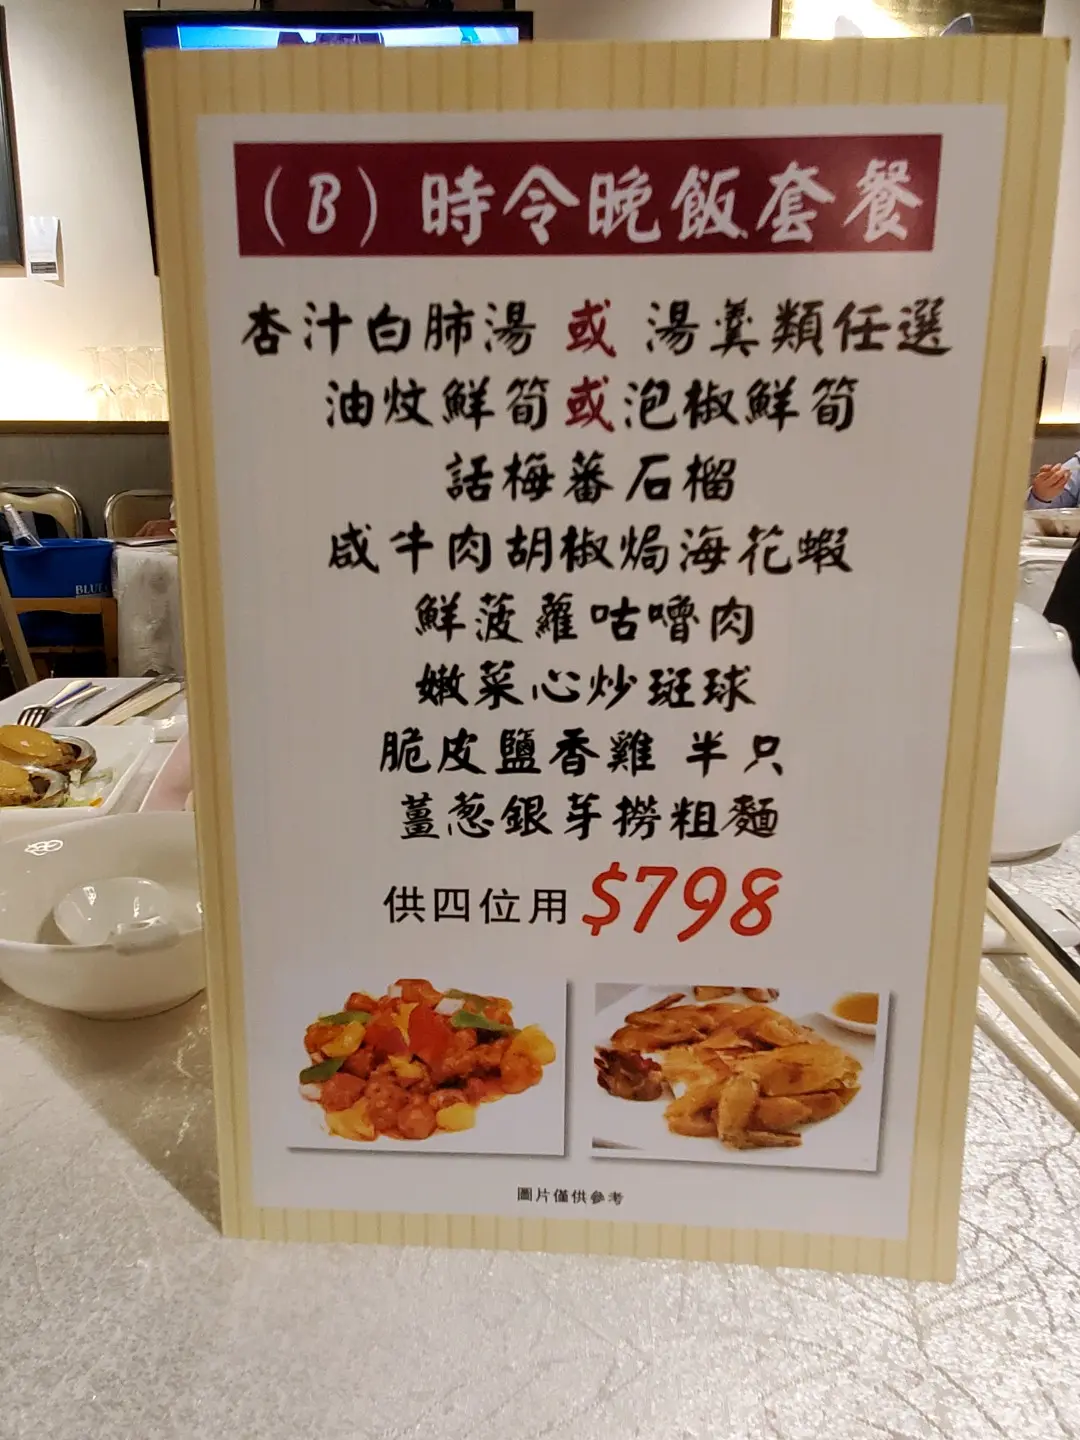 （B）時令晚飯套餐
杏汁白肺湯 或 湯羹類任選
油炆鮮筍或泡椒鮮筍
話梅蕃石榴
咸牛肉胡椒焗海花蝦
鮮菠蘿咕嚕肉
嫩菜心炒斑球
脆皮鹽香雞 半只
薑葱銀芽撈粗麵
供四位用 $798
圖片僅供參考